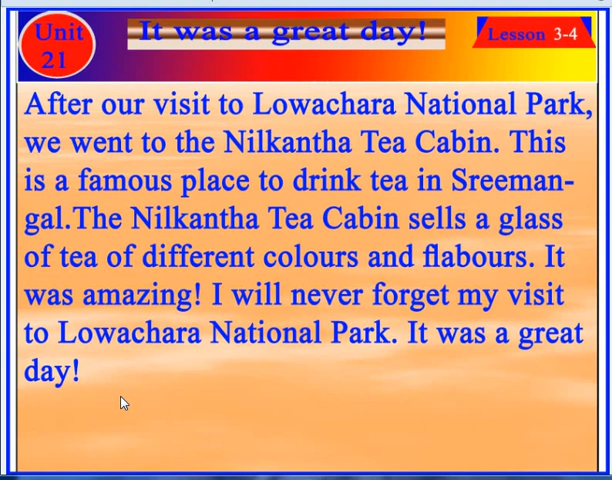 Unit
21
It was a great day!
Lesson 3-4
After our visit to Lowachara National Park,
we went to the Nilkantha Tea Cabin. This
is a famous place to drink tea in Sreeman-
gal.The Nilkantha Tea Cabin sells a glass
of tea of different colours and flabours. It
was amazing! I will never forget my visit
to Lowachara National Park. It was a great
day!